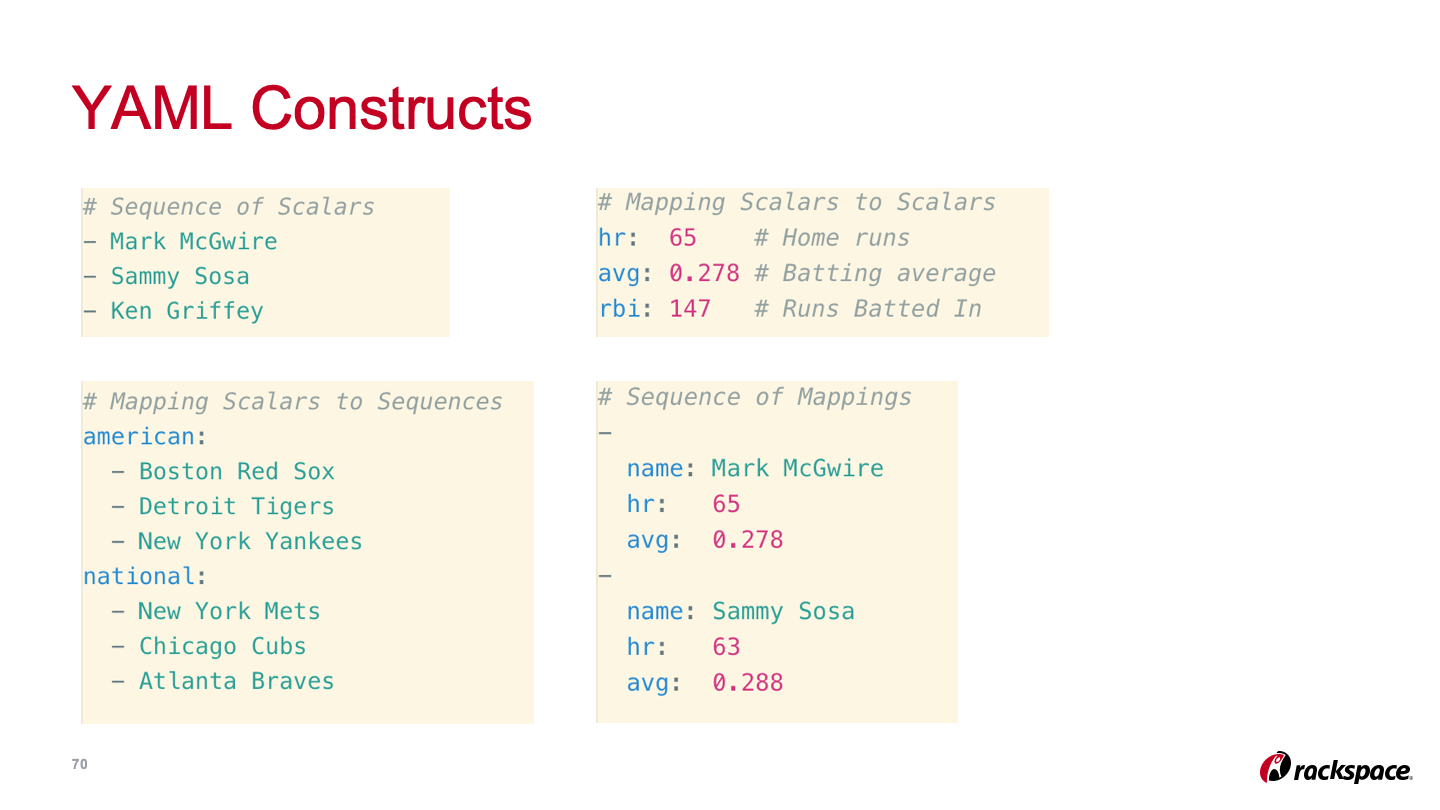 YAML Constructs
# Sequence of Scalars
– Mark McGwire
– Sammy Sosa
– Ken Griffey
# Mapping Scalars to Scalars
hr:  65    # Home runs
avg: 0.278 # Batting average
rbi: 147   # Runs Batted In
# Mapping Scalars to Sequences
american:
  – Boston Red Sox
  – Detroit Tigers
  – New York Yankees
national:
  – New York Mets
  – Chicago Cubs
  – Atlanta Braves
# Sequence of Mappings
–
  name: Mark McGwire
  hr:   65
  avg:  0.278
–
  name: Sammy Sosa
  hr:   63
  avg:  0.288
70
rackspace.